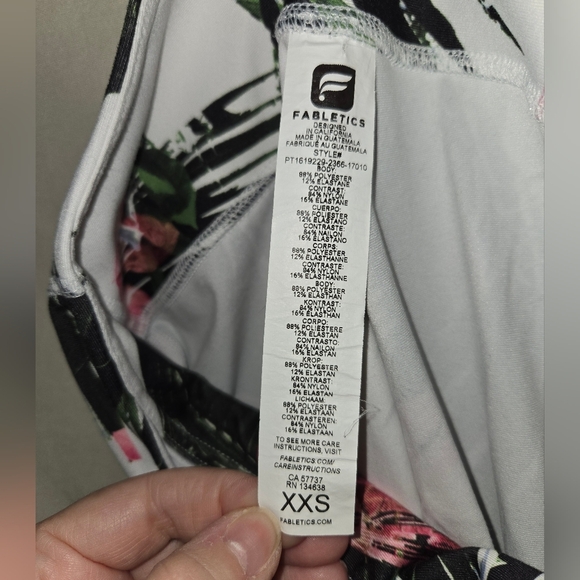 FABLETICS
DESIGNED
IN CALIFORNIA
MADE IN GUATEMALA
FABRIQUÉ AU GUATEMALA
STYLE#
PT1619229-2366-17010
BODY
88% POLYESTER
12% ELASTANE
CONTRAST:
84% NYLON
16% ELASTANE
CUERPO:
88% POLIESTER
12% ELASTANO
CONTRASTE:
84% NAILON
16% ELASTANO
CORPS:
88% POLYESTER
12% ELASTHANNE
CONTRASTE:
84% NYLON
16% ELASTHANNE
BODY:
88% POLYESTER
12% ELASTHAN
KONTRAST:
84% NYLON
16% ELASTHAN
CORPO:
88% POLIESTERE
12% ELASTAN
CONTRASTO:
84% NAILON
16% ELASTAN
KROP:
88% POLYESTER
12% ELASTAN
KRONTRAST:
84% NYLON
16% ELASTAN
LICHAAM:
88% POLYESTER
12% ELASTAAN
CONTRASTEREN:
84% NYLON
16% ELASTAAN
TO SEE MORE CARE
INSTRUCTIONS, VISIT
FABLETICS.COM/
CAREINSTRUCTIONS
CA 57737
RN 134638
XXS
FABLETICS.COM